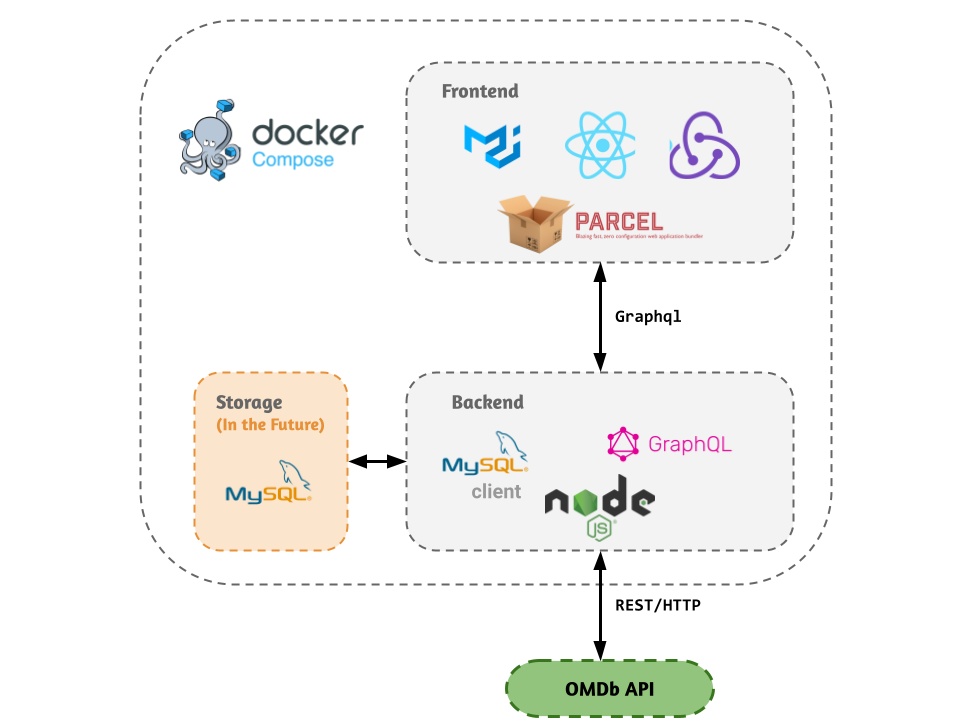 Frontend
docker
Compose
PARCEL
Blazing fast, zero configuration web application bundler
Graphql
Storage
(In the Future)
MySQL®
Backend
MySQL®
client
GraphQL
node
JS
REST/HTTP
OMDb API